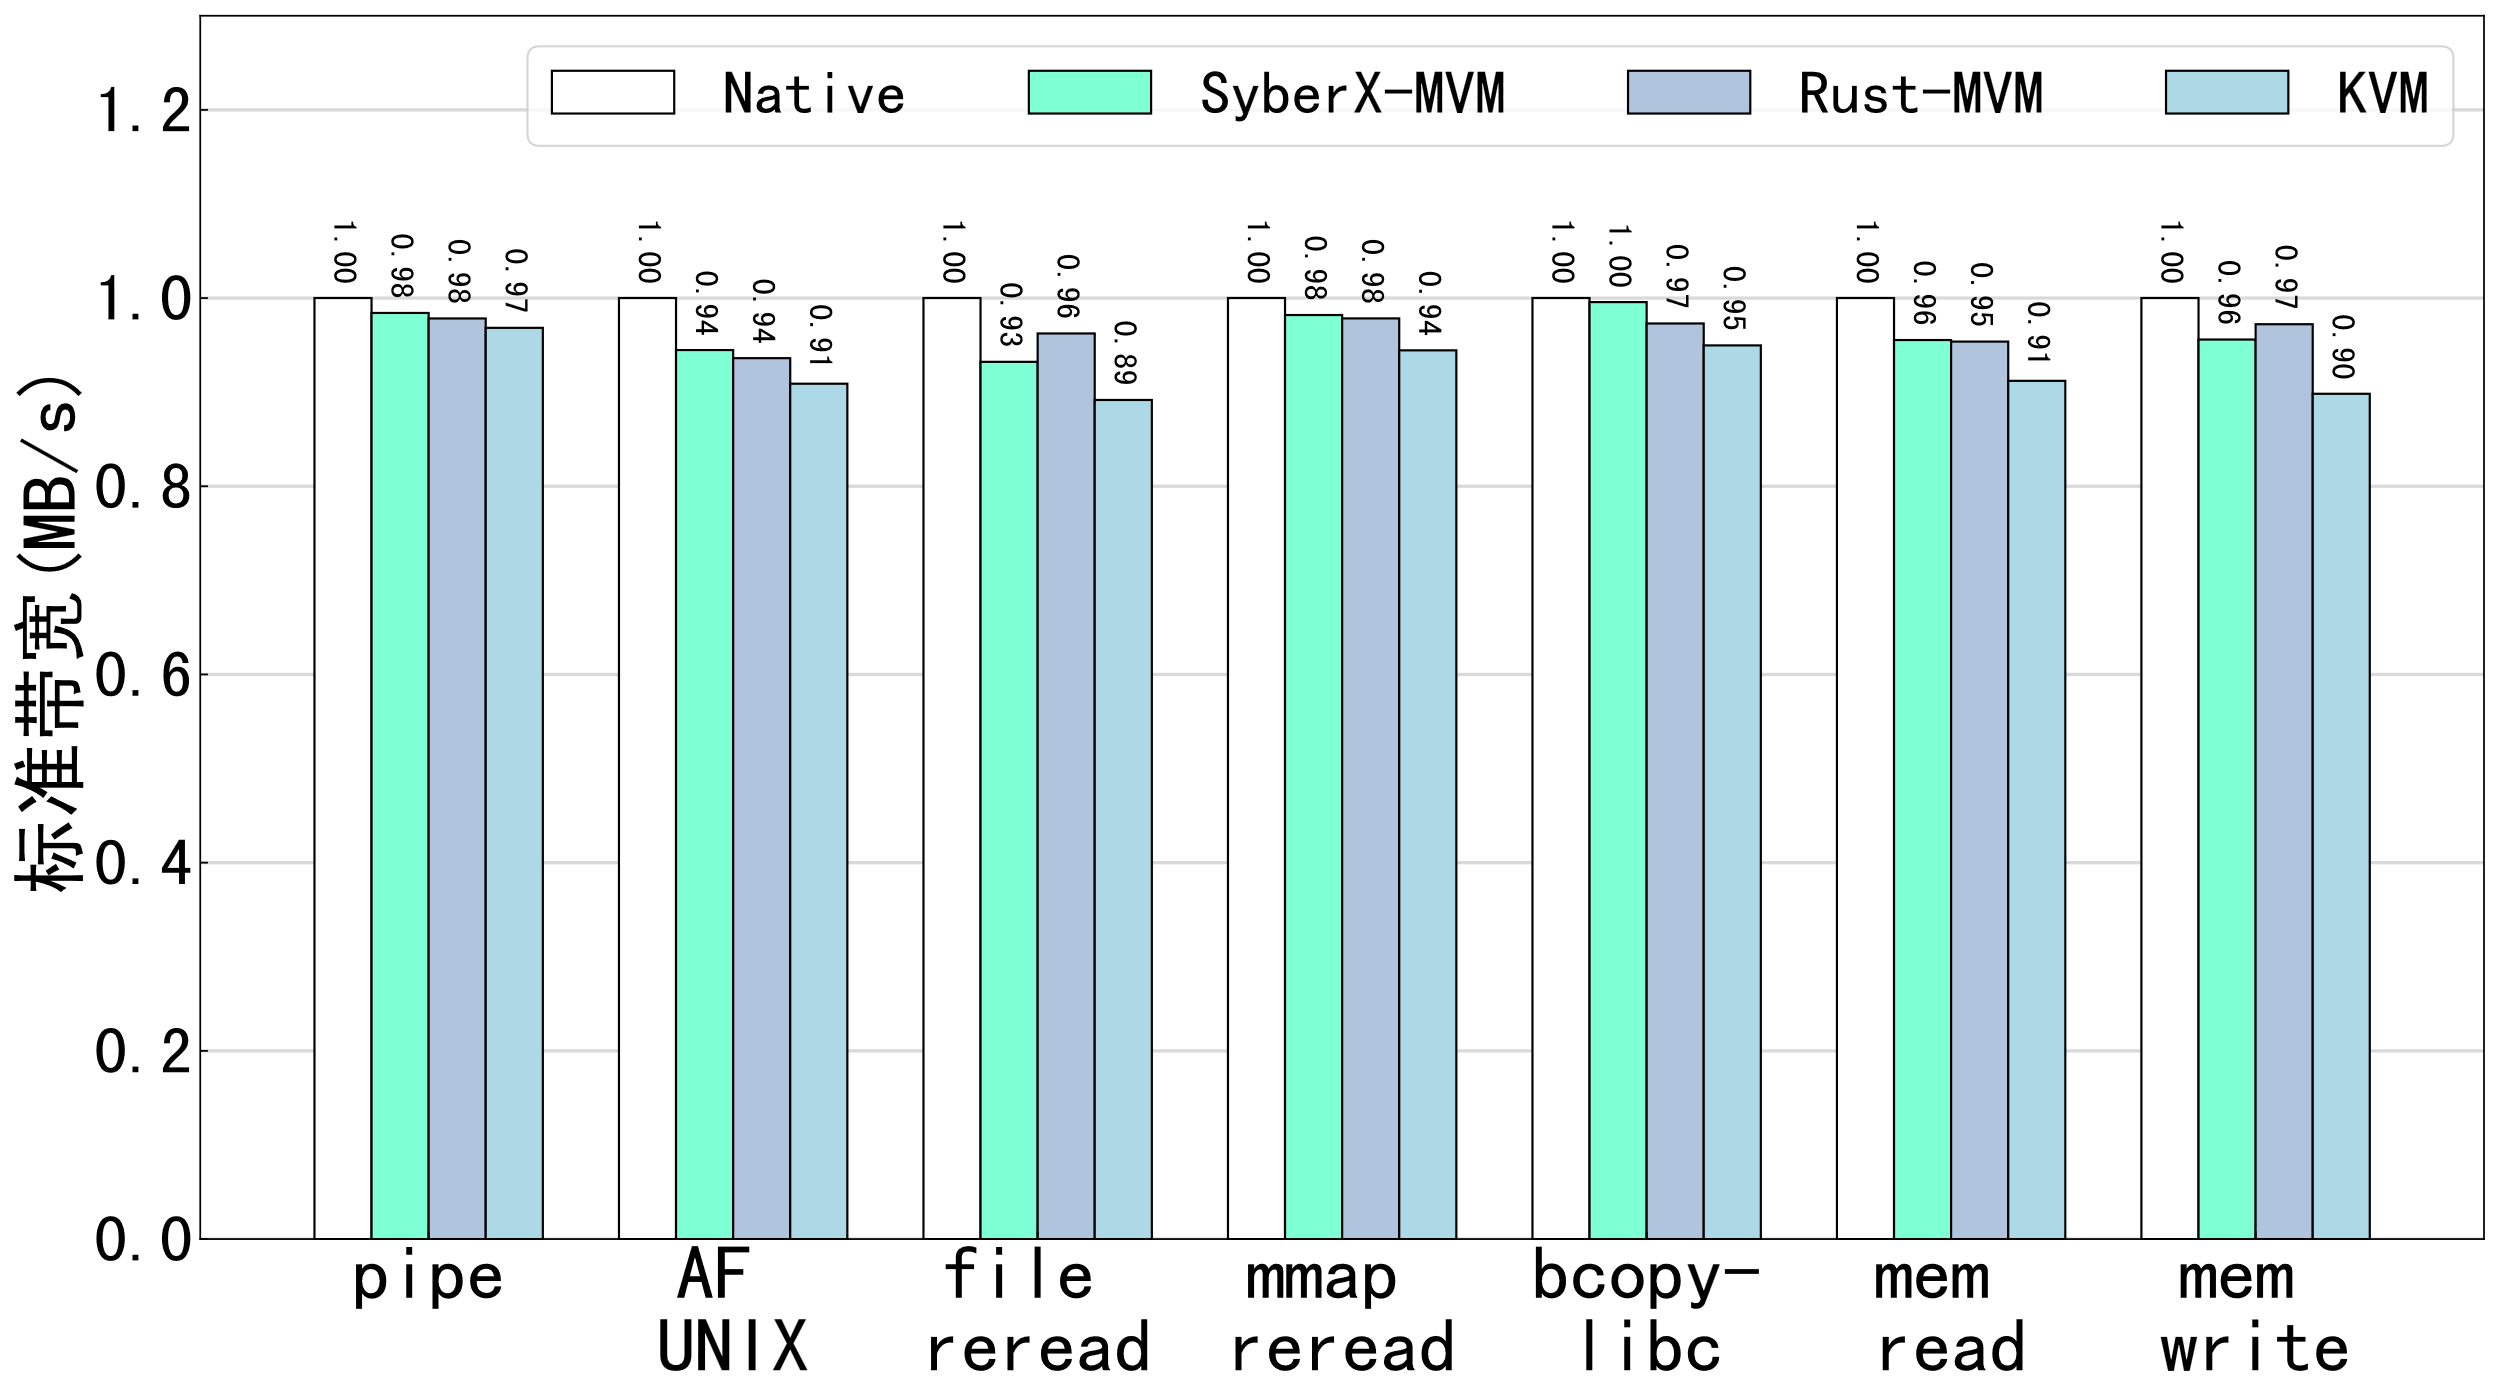 Native SyberX-MVM Rust-MVM KVM
标准带宽(MB/s)
1.2
1.0
0.8
0.6
0.4
0.2
0.0
1.00 0.98 0.98 0.97
1.00 0.94 0.94 0.91
1.00 0.93 0.96 0.89
1.00 0.98 0.98 0.94
1.00 1.00 0.97 0.95
1.00 0.96 0.95 0.91
1.00 0.96 0.97 0.90
pipe
AF
UNIX
file
reread
mmap
reread
bcopy-
libc
mem
read
mem
write